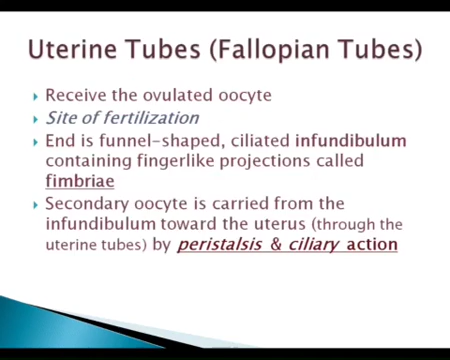 Uterine Tubes (Fallopian Tubes)
Receive the ovulated oocyte
Site of fertilization
End is funnel-shaped, ciliated infundibulum
containing fingerlike projections called
fimbriae
Secondary oocyte is carried from the
infundibulum toward the uterus (through the
uterine tubes) by peristalsis & ciliary action